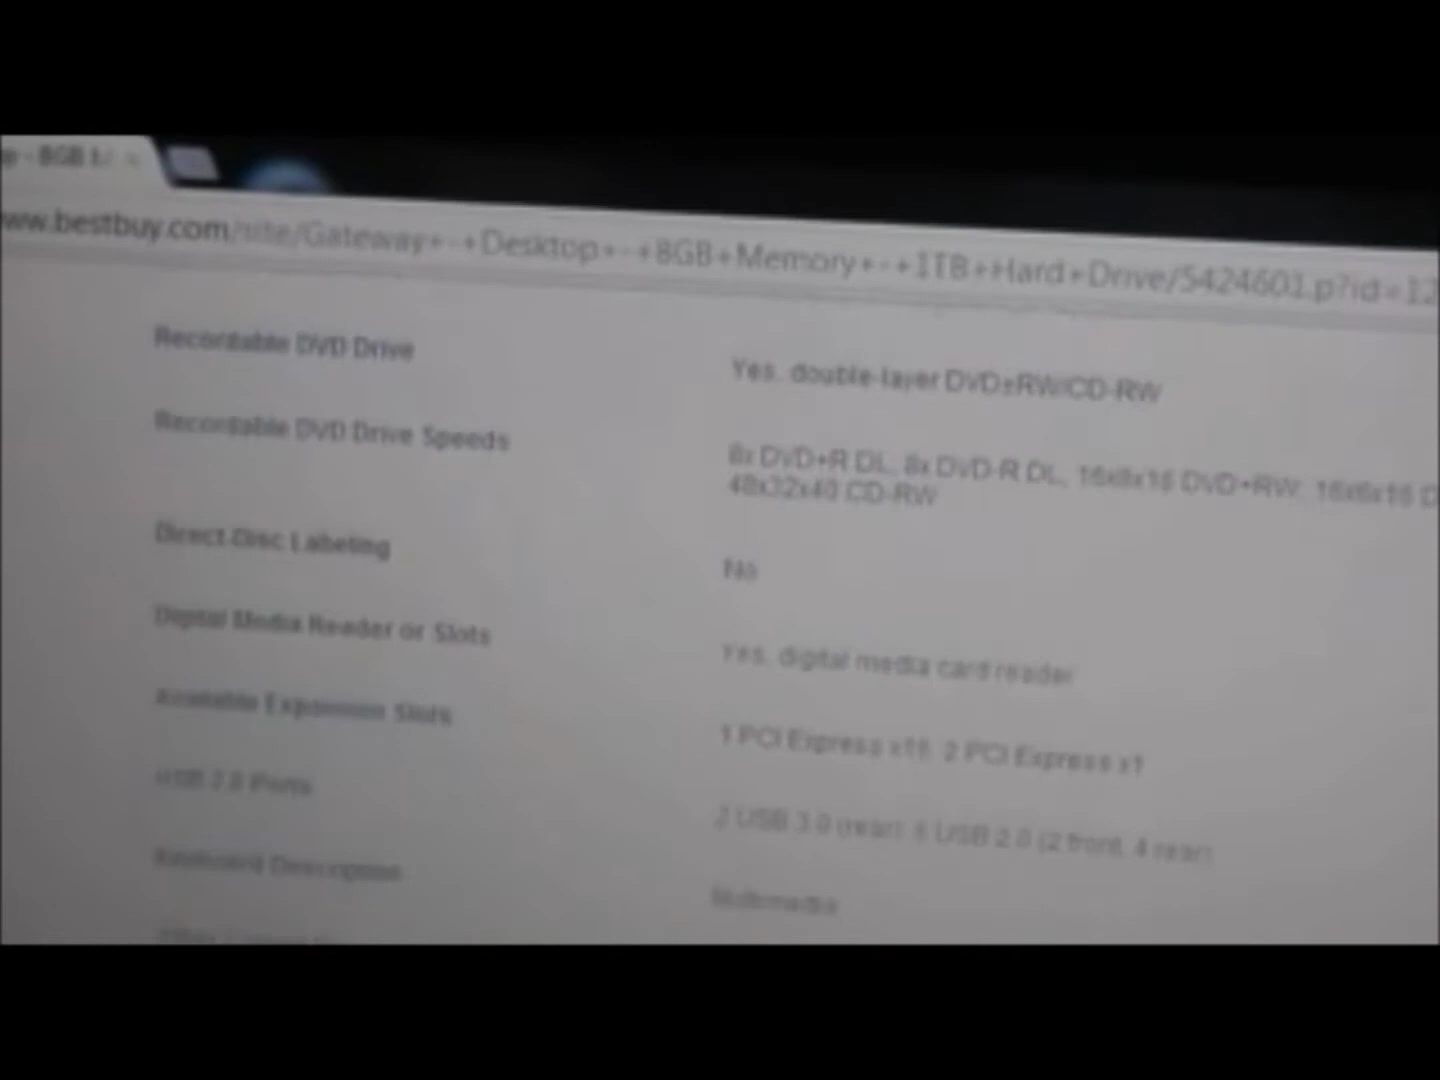 - 8GB
www.bestbuy.com/site/Gateway+-+Desktop+-+8GB+Memory+-+1TB+Hard+Drive/5424601.p?id=12
Recordable DVD Drive
Yes. double-layer DVD±RW/CD-RW
Recordable DVD Drive Speeds
8x DVD+R DL, 8x DVD-R DL, 16x8x16 DVD+RW; 16x6x16 D
48x32x40 CD-RW
Direct-Disc Labeling
No
Digital Media Reader or Slots
Yes, digital media card reader
Available Expansion Slots
1 PCI Express x16, 2 PCI Express x1
USB 2.0 Ports
2 USB 3.0 (rear), 6 USB 2.0 (2 front, 4 rear)
Keyboard Description
Multimedia